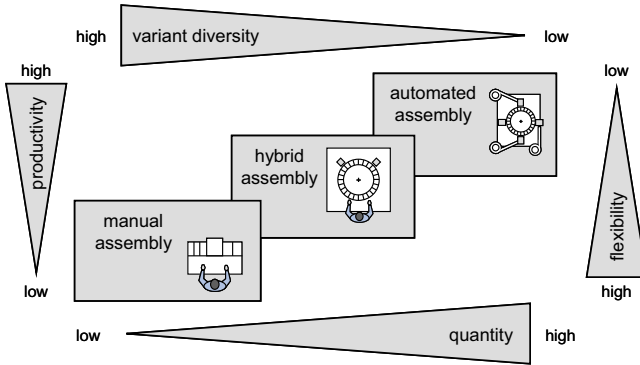 high
variant diversity
low
high
low
productivity
automated
assembly
hybrid
assembly
manual
assembly
flexibility
low
high
low
quantity
high